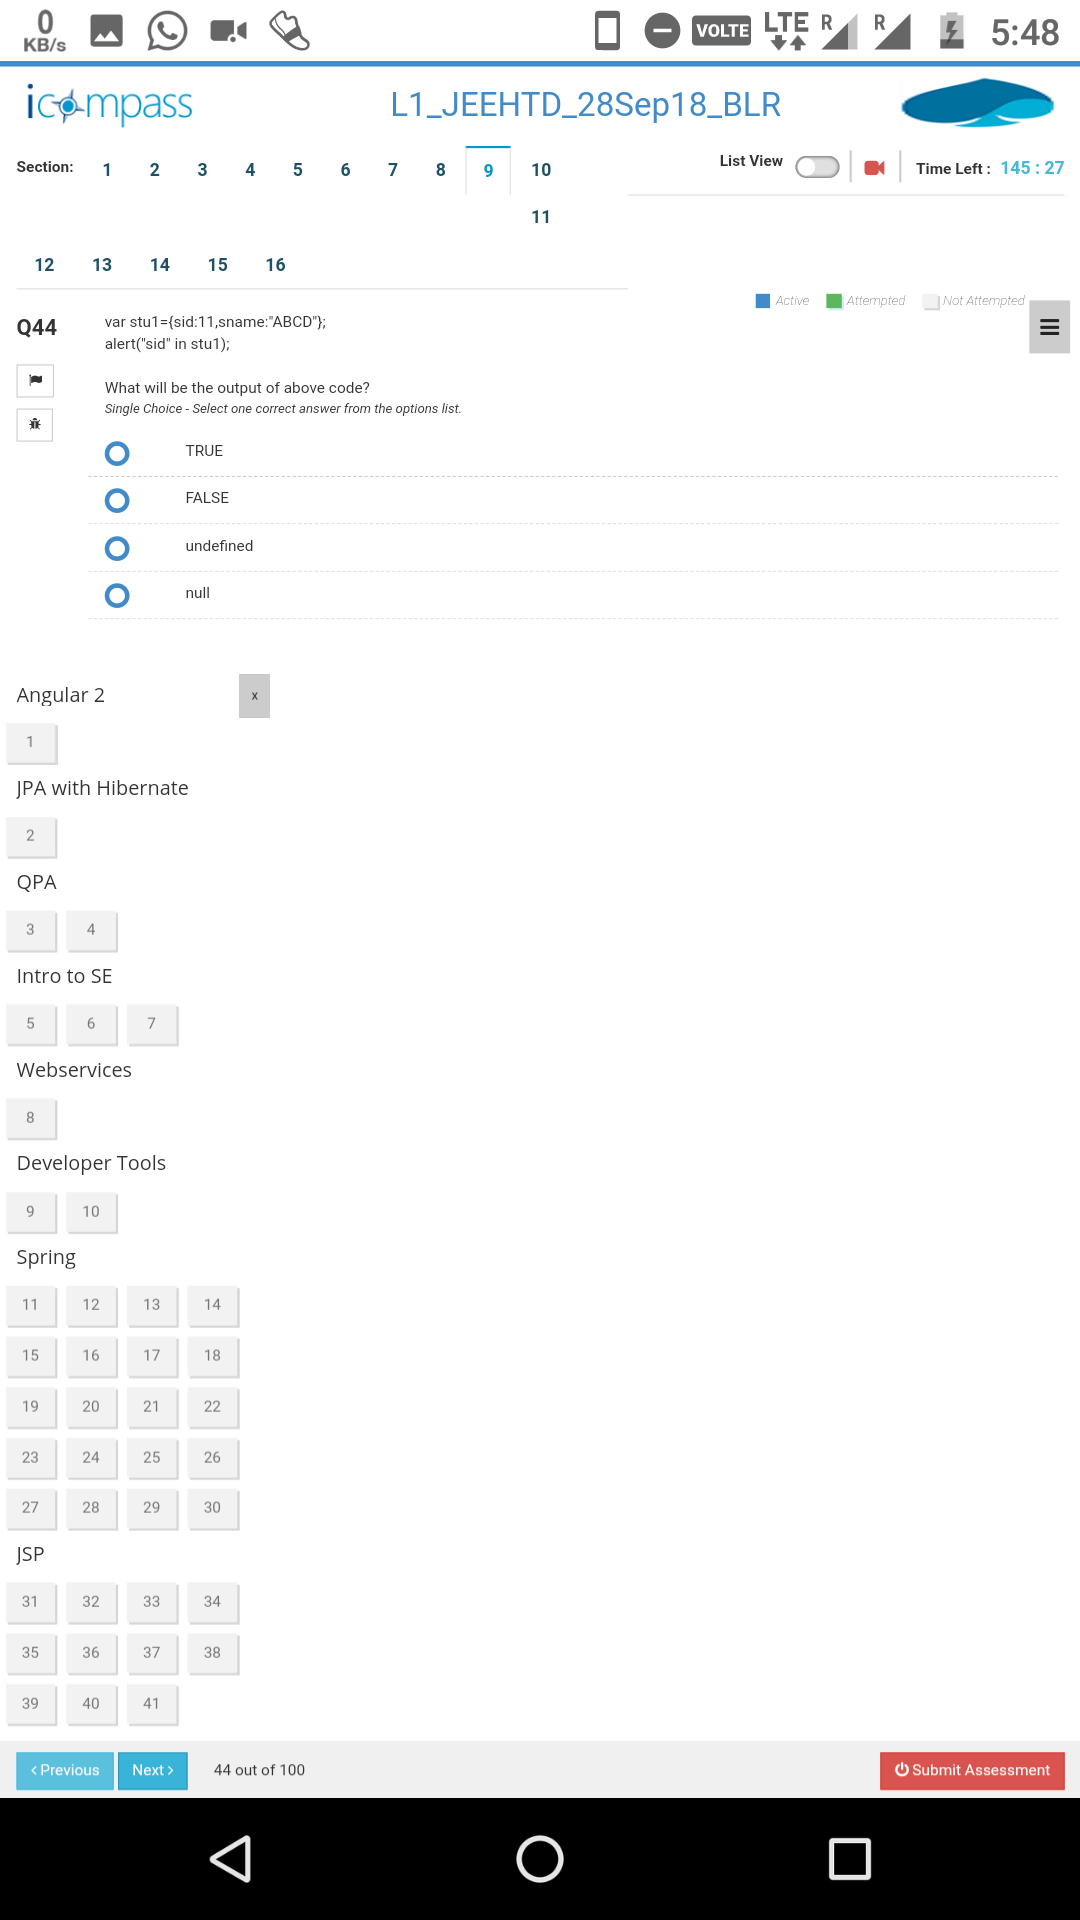 0
KB/s
VOLTE
LTE
R
R
5:48
icompass
L1_JEEHTD_28Sep18_BLR
Section: 1 2 3 4 5 6 7 8 9 10
11
12 13 14 15 16
List View
Time Left : 145 : 27
Active Attempted Not Attempted
Q44
var stu1={sid:11,sname:"ABCD"};
alert("sid" in stu1);
What will be the output of above code?
Single Choice - Select one correct answer from the options list.
TRUE
FALSE
undefined
null
Angular 2 x
1
JPA with Hibernate
2
QPA
3 4
Intro to SE
5 6 7
Webservices
8
Developer Tools
9 10
Spring
11 12 13 14
15 16 17 18
19 20 21 22
23 24 25 26
27 28 29 30
JSP
31 32 33 34
35 36 37 38
39 40 41
Previous Next 44 out of 100 Submit Assessment